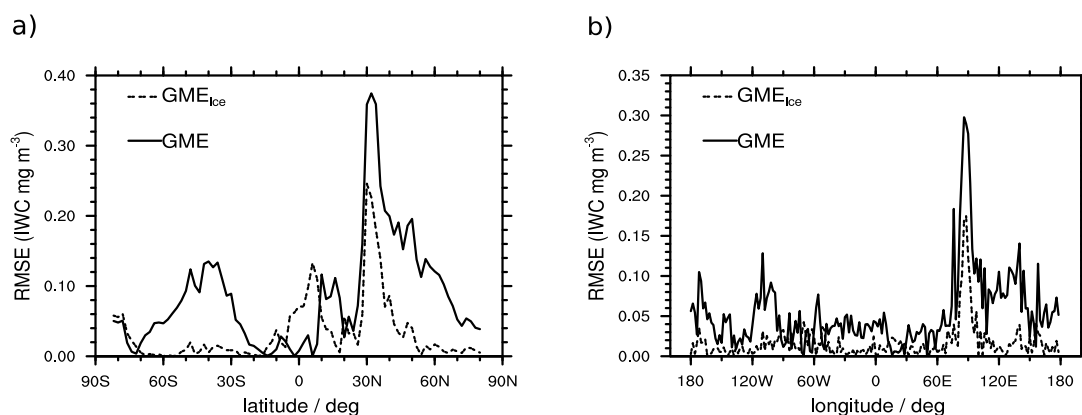 a)
0.40
0.30
0.20
0.10
0.00
RMSE (IWC mg m⁻³)
GME_Ice
GME
90S 60S 30S 0 30N 60N 90N
latitude / deg
b)
0.35
0.30
0.25
0.20
0.15
0.10
0.05
0.00
RMSE (IWC mg m⁻³)
GME_Ice
GME
180 120W 60W 0 60E 120E 180
longitude / deg